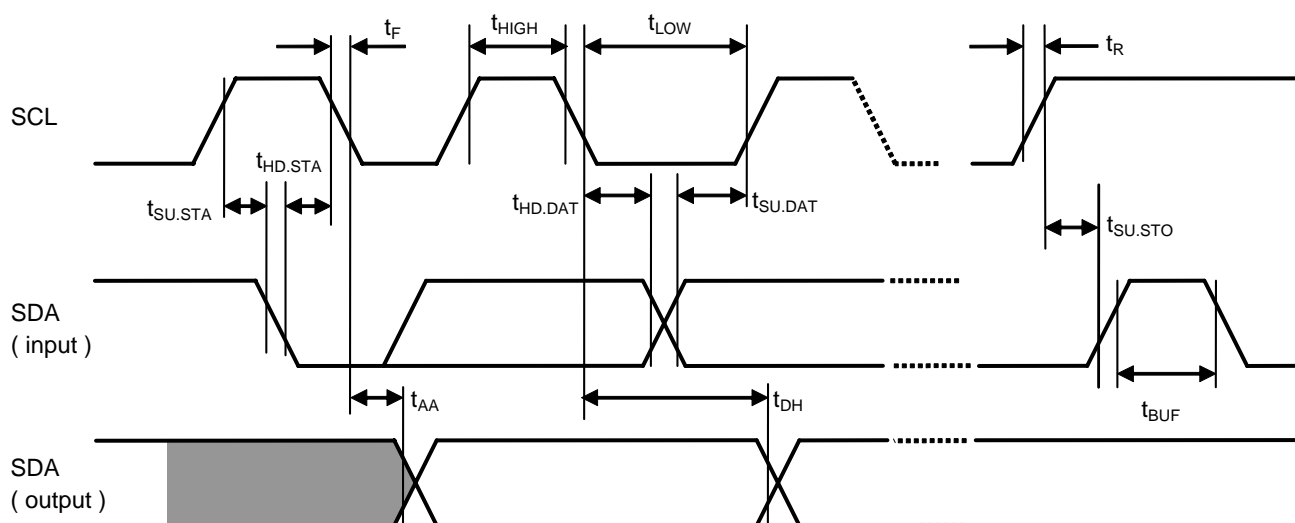 tF
tHIGH
tLOW
tR
SCL
tHD.STA
tSU.STA
tHD.DAT
tSU.DAT
tSU.STO
SDA
( input )
tAA
tDH
tBUF
SDA
( output )